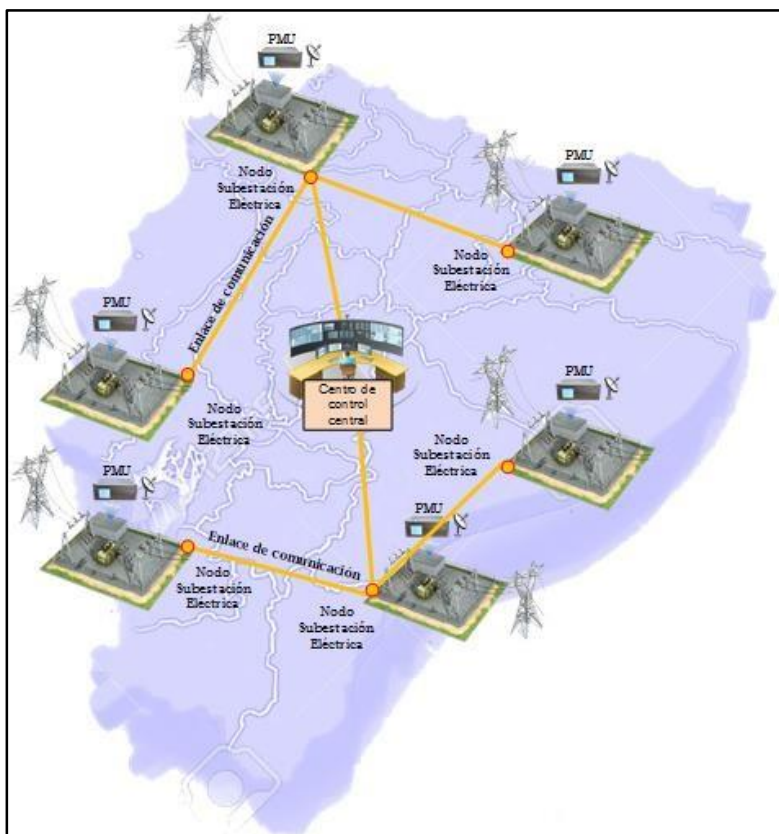 PMU
Nodo
Subestación
Eléctrica
PMU
Nodo
Subestación
Eléctrica
Enlace de comunicación
PMU
Nodo
Subestación
Eléctrica
Centro de
control
central
PMU
Nodo
Subestación
Eléctrica
PMU
Nodo
Subestación
Eléctrica
Enlace de comunicación
PMU
Nodo
Subestación
Eléctrica